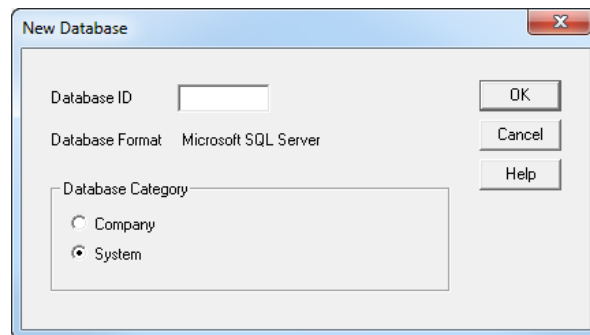 New Database
Database ID
OK
Database Format Microsoft SQL Server
Cancel
Help
Database Category
Company
System